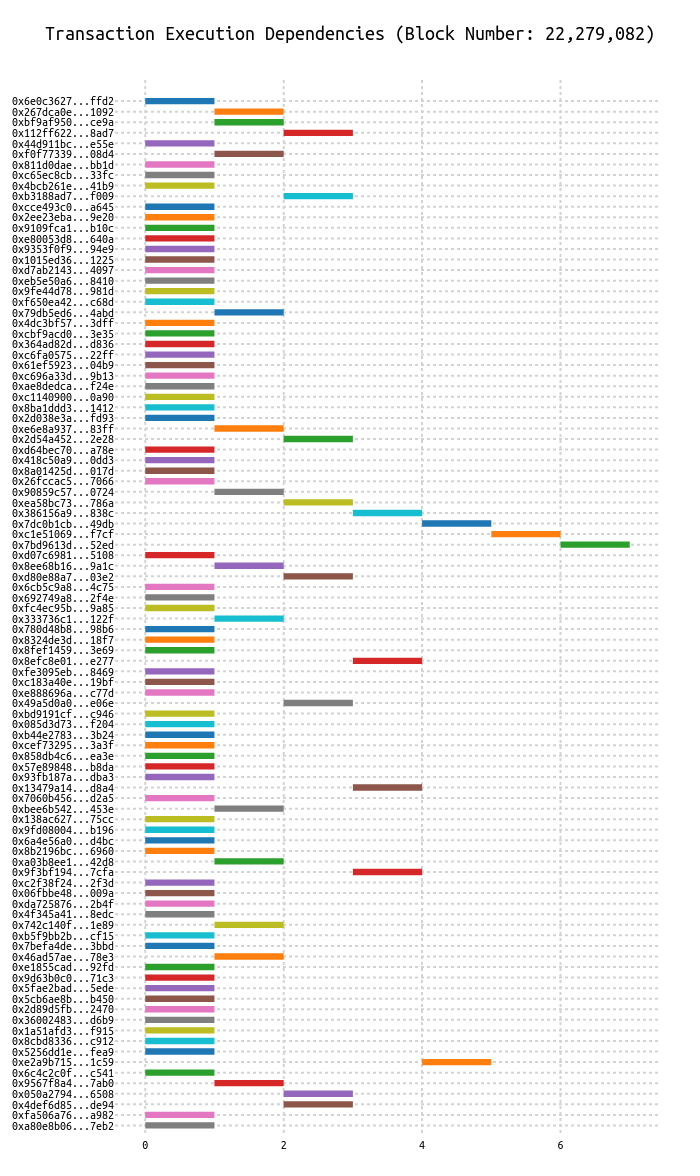 Transaction Execution Dependencies (Block Number: 22,279,082)
0x6e0c3627...ffd2
0x267dca0e...1092
0xbf9af950...ce9a
0x112ff622...8ad7
0x44d911bc...e55e
0xf0f77339...08d4
0x811d0dae...bb1d
0xc65ec8cb...33fc
0x4bcb261e...41b9
0xb3188ad7...f009
0xcce493c0...a645
0x2ee23eba...9e20
0x9109fca1...b10c
0xe80053d8...640a
0x9353f0f9...94e9
0x1015ed36...1225
0xd7ab2143...4097
0xeb5e50a6...8410
0x9fe44d78...981d
0xf650ea42...c68d
0x79db5ed6...4abd
0x4dc3bf57...3dff
0xcbf9acd0...3e35
0x364ad82d...d836
0xc6fa0575...22ff
0x61ef5923...04b9
0xc696a33d...9b13
0xae8dedca...f24e
0xc1140900...0a90
0x8ba1ddd3...1412
0x2d038e3a...fd93
0xe6e8a937...83ff
0x2d54a452...2e28
0xd64bec70...a78e
0x418c50a9...0dd3
0x8a01425d...017d
0x26fccac5...7066
0x90859c57...0724
0xea58bc73...786a
0x386156a9...838c
0x7dc0b1cb...49db
0xc1e51069...f7cf
0x7bd9613d...52ed
0xd07c6981...5108
0x8ee68b16...9a1c
0xd80e88a7...03e2
0x6cb5c9a8...4c75
0x692749a8...2f4e
0xfc4ec95b...9a85
0x333736c1...122f
0x780d48b8...98b6
0x8324de3d...18f7
0x8fef1459...3e69
0x8efc8e01...e277
0xfe3095eb...8469
0xc183a40e...19bf
0xe888696a...c77d
0x49a5d0a0...e06e
0xbd9191cf...c946
0x085d3d73...f204
0xb44e2783...3b24
0xcef73295...3a3f
0x858db4c6...ea3e
0x57e89848...b8da
0x93fb187a...dba3
0x13479a14...d8a4
0x7060b456...d2a5
0xbee6b542...453e
0x138ac627...75cc
0x9fd08004...b196
0x6a4e56a0...d4bc
0x8b2196bc...6960
0xa03b8ee1...42d8
0x9f3bf194...7cfa
0xc2f38f24...2f3d
0x06fbbe48...009a
0xda725876...2b4f
0x4f345a41...8edc
0x742c140f...1e89
0xb5f9bb2b...cf15
0x7befa4de...3bbd
0x46ad57ae...78e3
0xe1855cad...92fd
0x9d63b0c0...71c3
0x5fae2bad...5ede
0x5cb6ae8b...b450
0x2d89d5fb...2470
0x36002483...d6b9
0x1a51afd3...f915
0x8cbd8336...c912
0x5256dd1e...fea9
0xe2a9b715...1c59
0x6c4c2c0f...c541
0x9567f8a4...7ab0
0x050a2794...6508
0x4def6d85...de94
0xfa506a76...a982
0xa80e8b06...7eb2
0 2 4 6